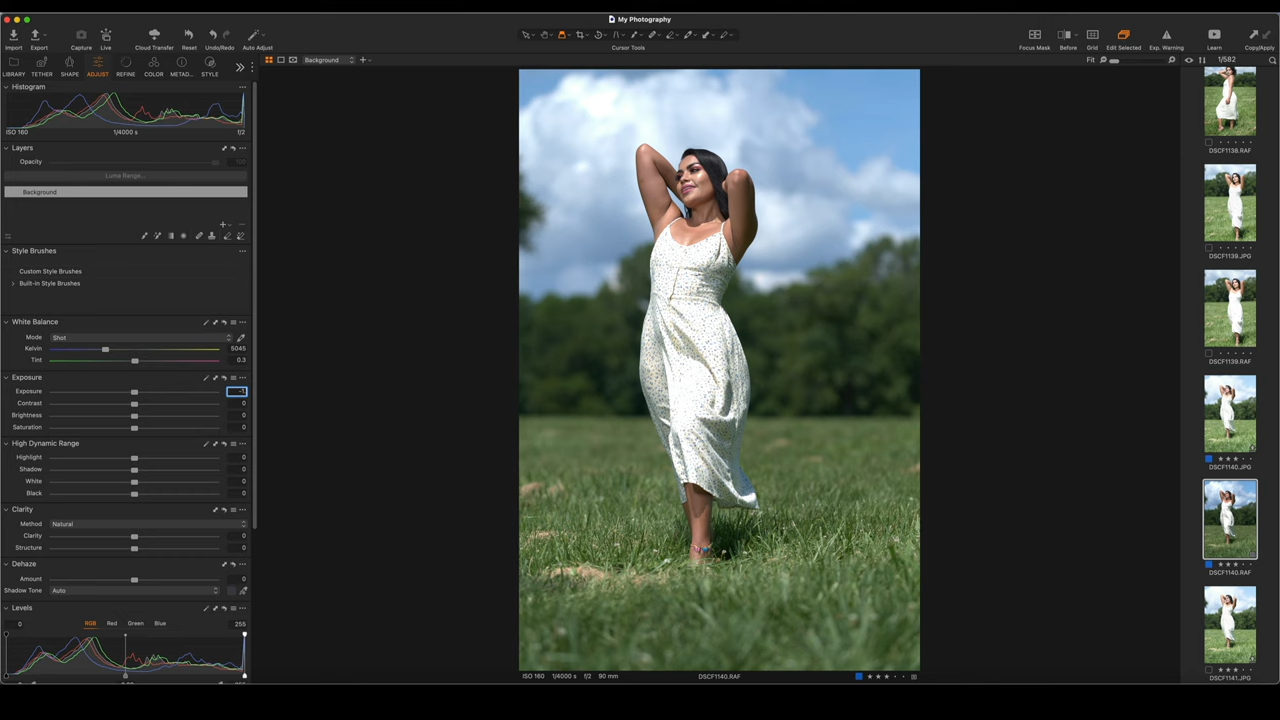 My Photography
Import Export Capture Live Cloud Transfer Reset Undo/Redo Auto Adjust Cursor Tools Focus Mask Before Grid Edit Selected Exp. Warning Learn Copy/Apply
LIBRARY TETHER SHAPE ADJUST REFINE COLOR METAD... STYLE
Background
Fit
1/582
Histogram
ISO 160 1/4000 s f/2
Layers
Opacity 100
Luma Range...
Background
Style Brushes
Custom Style Brushes
Built-in Style Brushes
White Balance
Mode Shot
Kelvin 5045
Tint 0.3
Exposure
Exposure -1
Contrast 0
Brightness 0
Saturation 0
High Dynamic Range
Highlight 0
Shadow 0
White 0
Black 0
Clarity
Method Natural
Clarity 0
Structure 0
Dehaze
Amount 0
Shadow Tone Auto
Levels
0 RGB Red Green Blue 255
ISO 160 1/4000 s f/2 90 mm DSCF1140.RAF
DSCF1138.RAF
DSCF1139.JPG
DSCF1139.RAF
DSCF1140.JPG
DSCF1140.RAF
DSCF1141.JPG